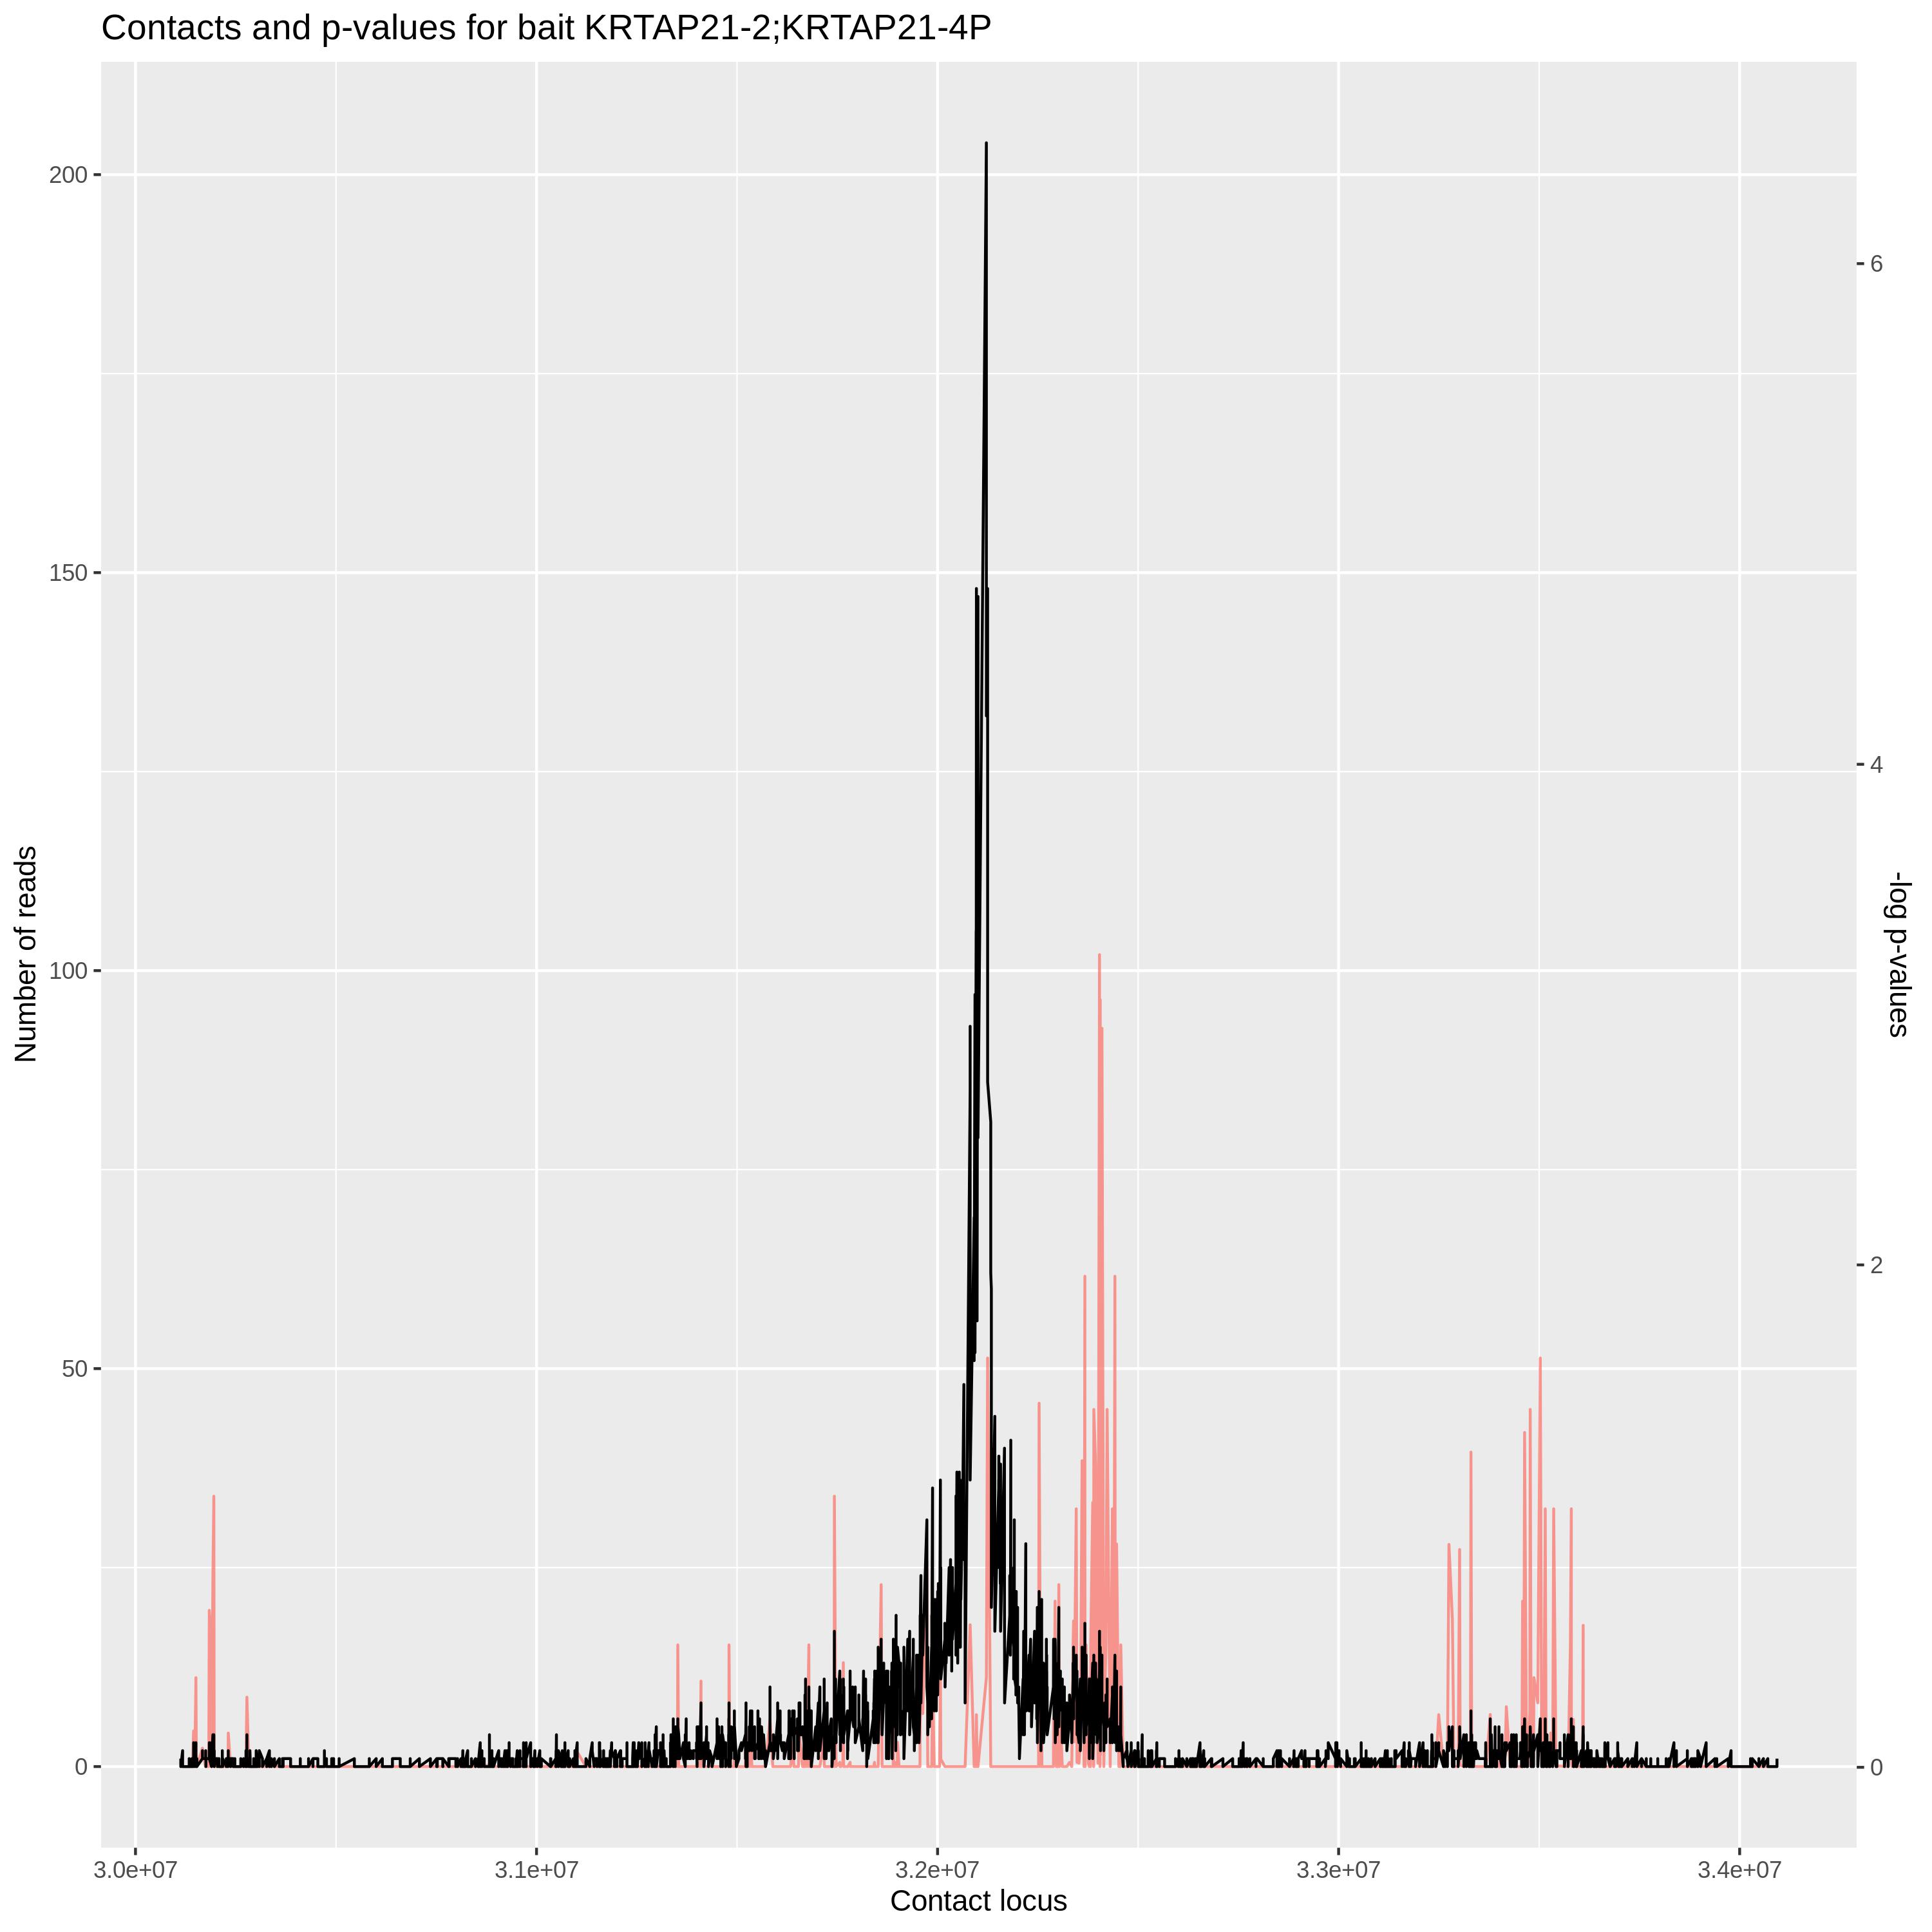 Contacts and p-values for bait KRTAP21-2;KRTAP21-4P
200
150
100
50
0
Number of reads
6
4
2
0
-log p-values
3.0e+07
3.1e+07
3.2e+07
3.3e+07
3.4e+07
Contact locus